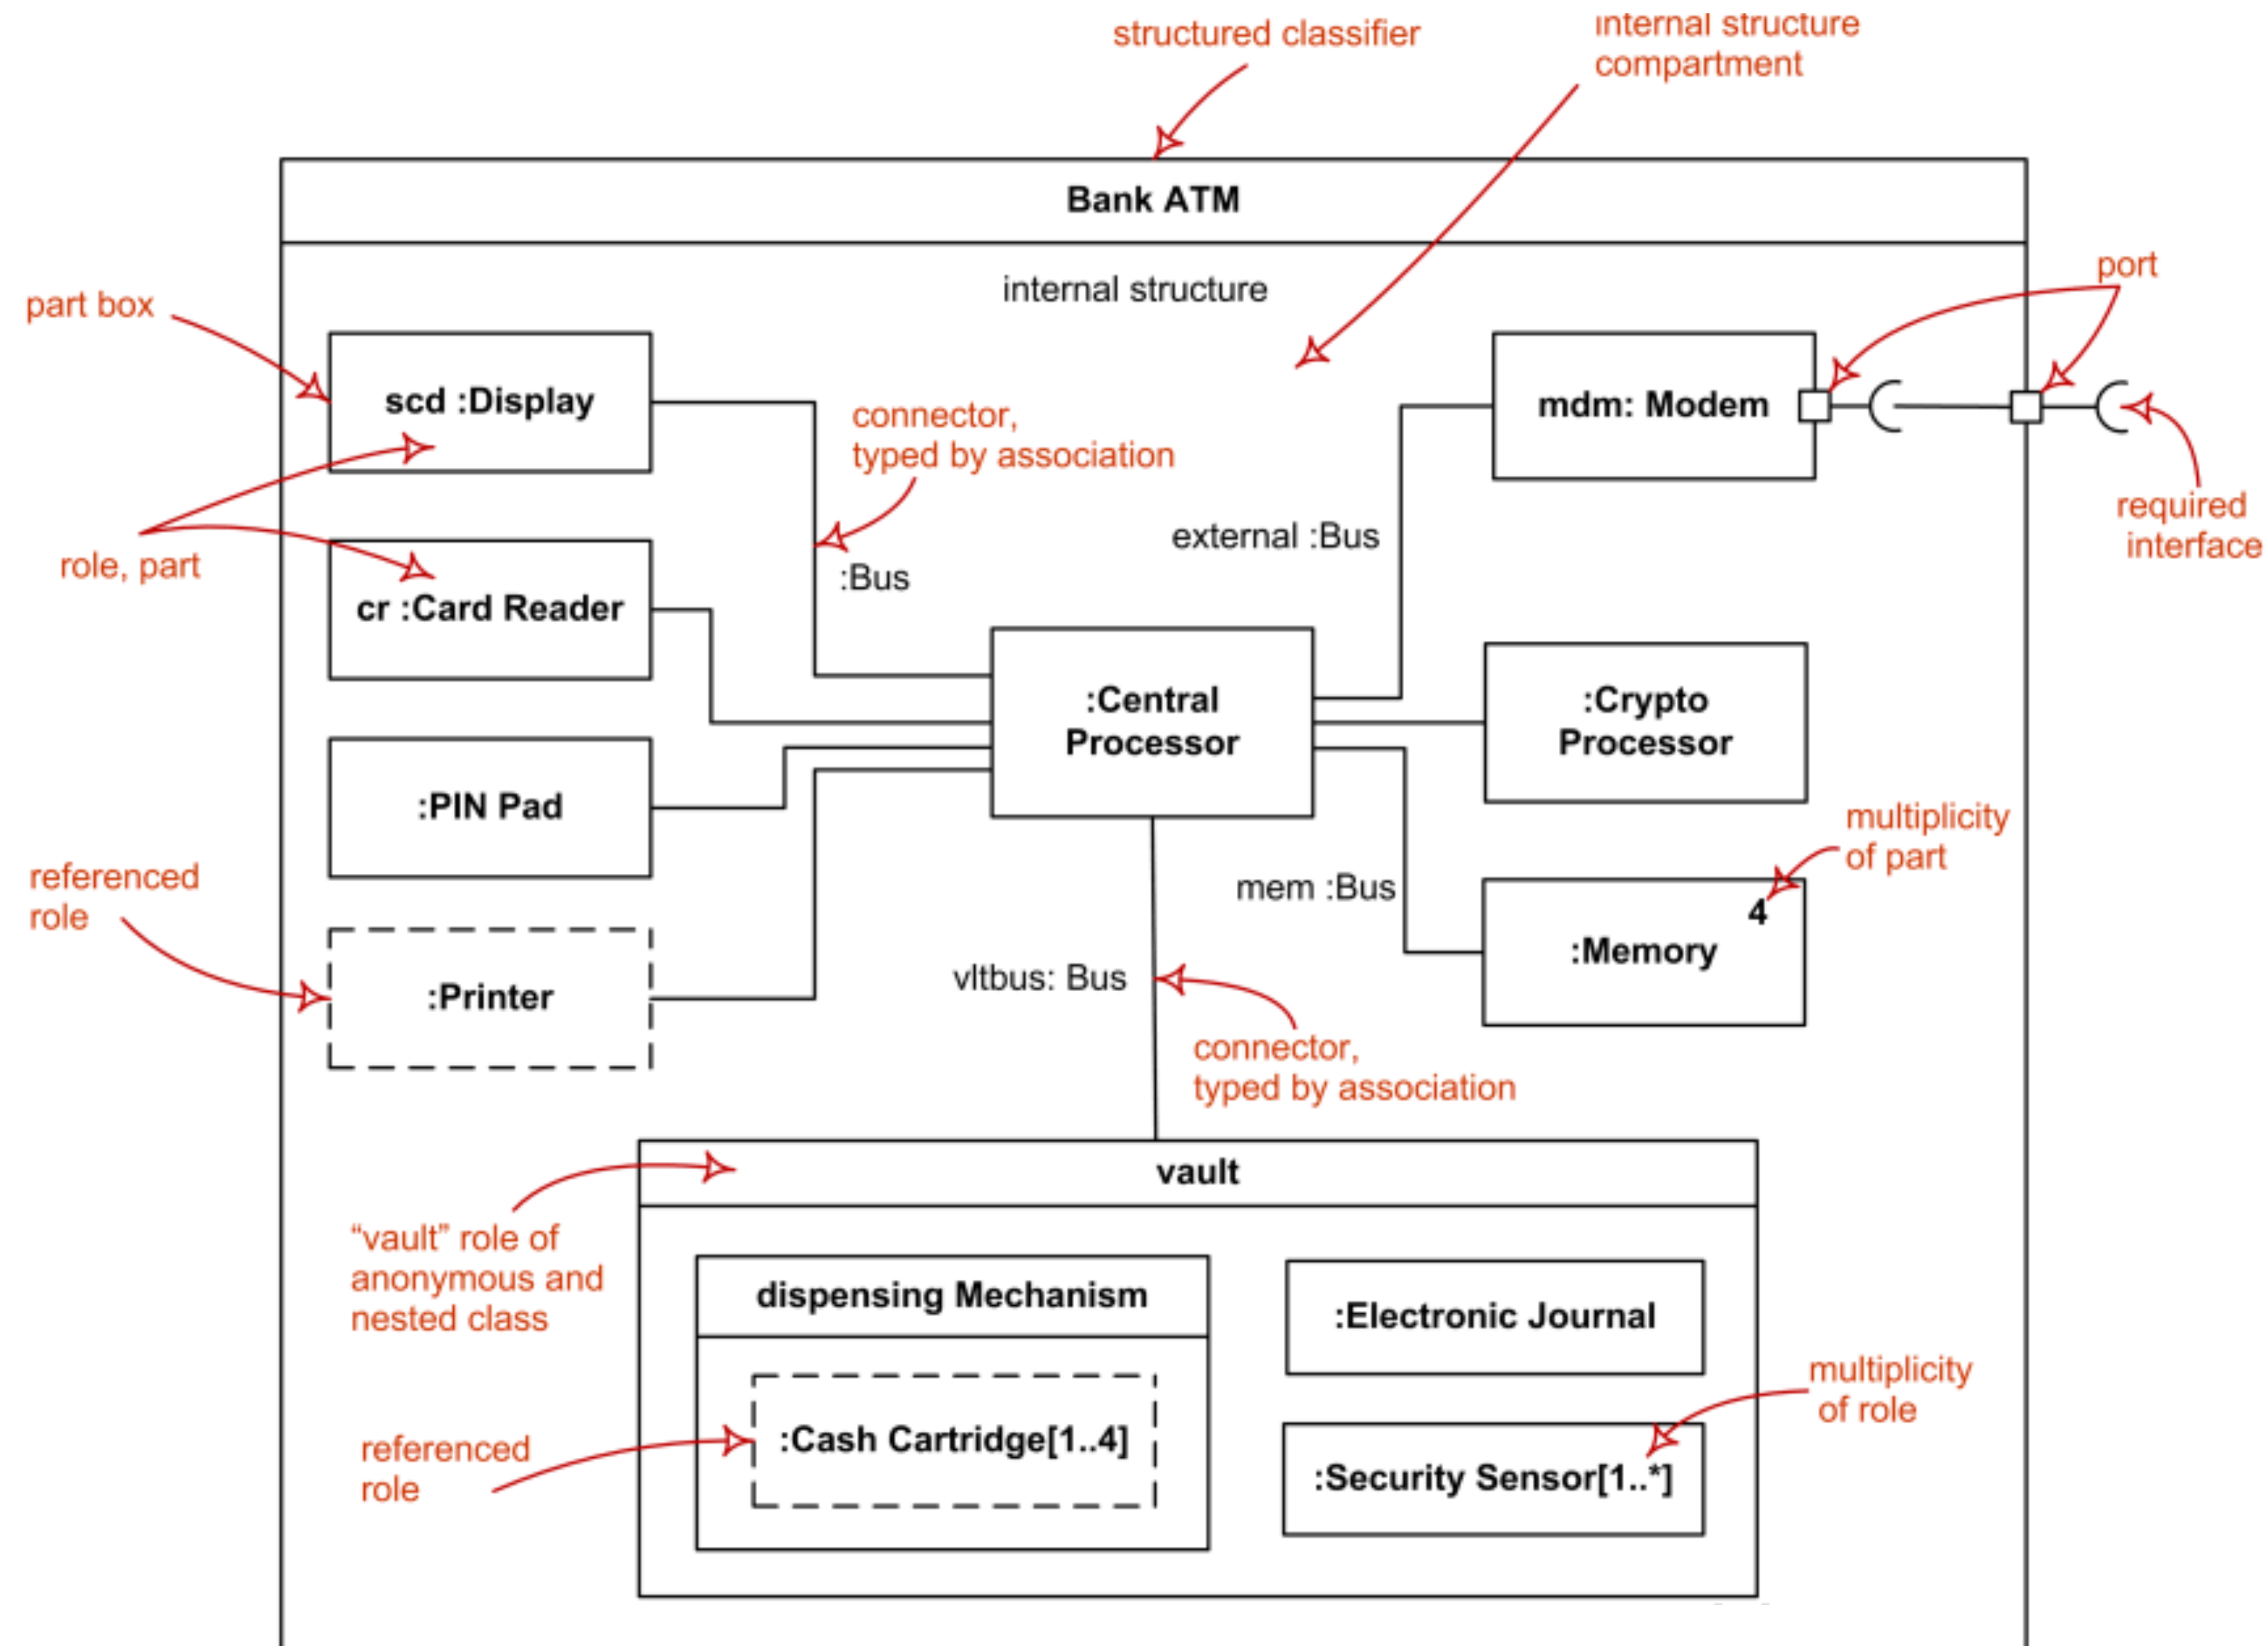 structured classifier
internal structure
compartment
Bank ATM
internal structure
port
part box
scd :Display
mdm: Modem
connector,
typed by association
required
interface
external :Bus
role, part
:Bus
cr :Card Reader
:Central
Processor
:Crypto
Processor
:PIN Pad
multiplicity
of part
referenced
role
mem :Bus
4
:Memory
:Printer
vltbus: Bus
connector,
typed by association
vault
“vault” role of
anonymous and
nested class
dispensing Mechanism
:Electronic Journal
multiplicity
of role
:Cash Cartridge[1..4]
referenced
role
:Security Sensor[1..*]